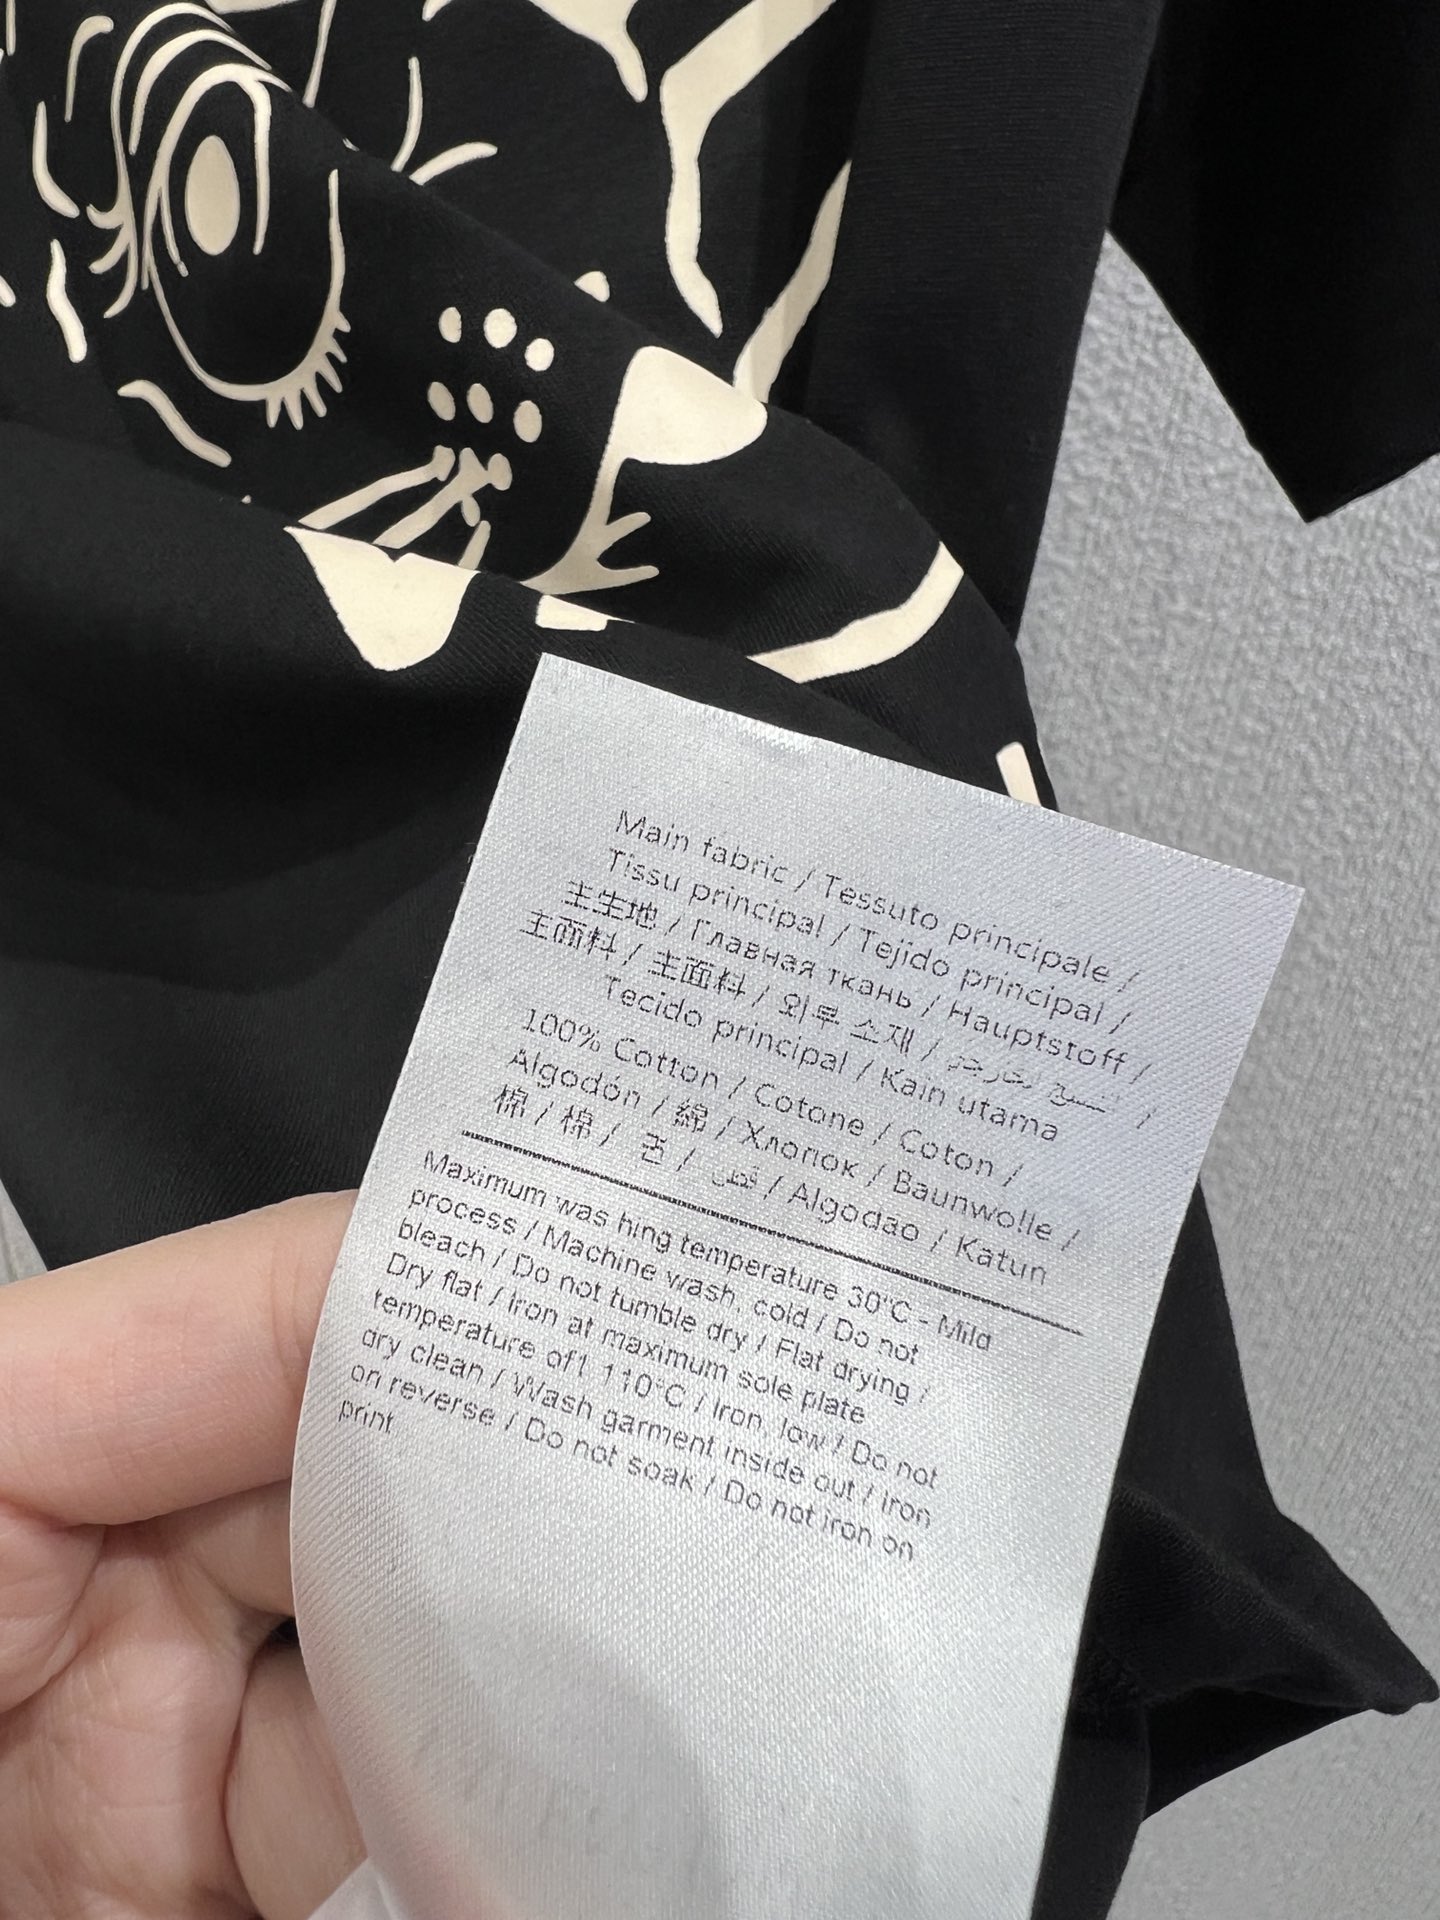 Main fabric / Tessuto principale /
Tissu principal / Tejido principal /
主生地 / Главная ткань / Hauptstoff /
主面料 / 主面料 / 외부 소재 /
Tecido principal / Kain utama
100% Cotton / Cotone / Coton /
Algodón / 綿 / Хлопок / Baunwolle /
棉 / 棉 / 면 / قطن / Algodao / Katun
Maximum was hing temperature 30°C - Mild
process / Machine wash, cold / Do not
bleach / Do not tumble dry / Flat drying /
Dry flat / Iron at maximum sole plate
temperature of1 110°C / Iron, low / Do not
dry clean / Wash garment inside out / Iron
on reverse / Do not soak / Do not iron on
print